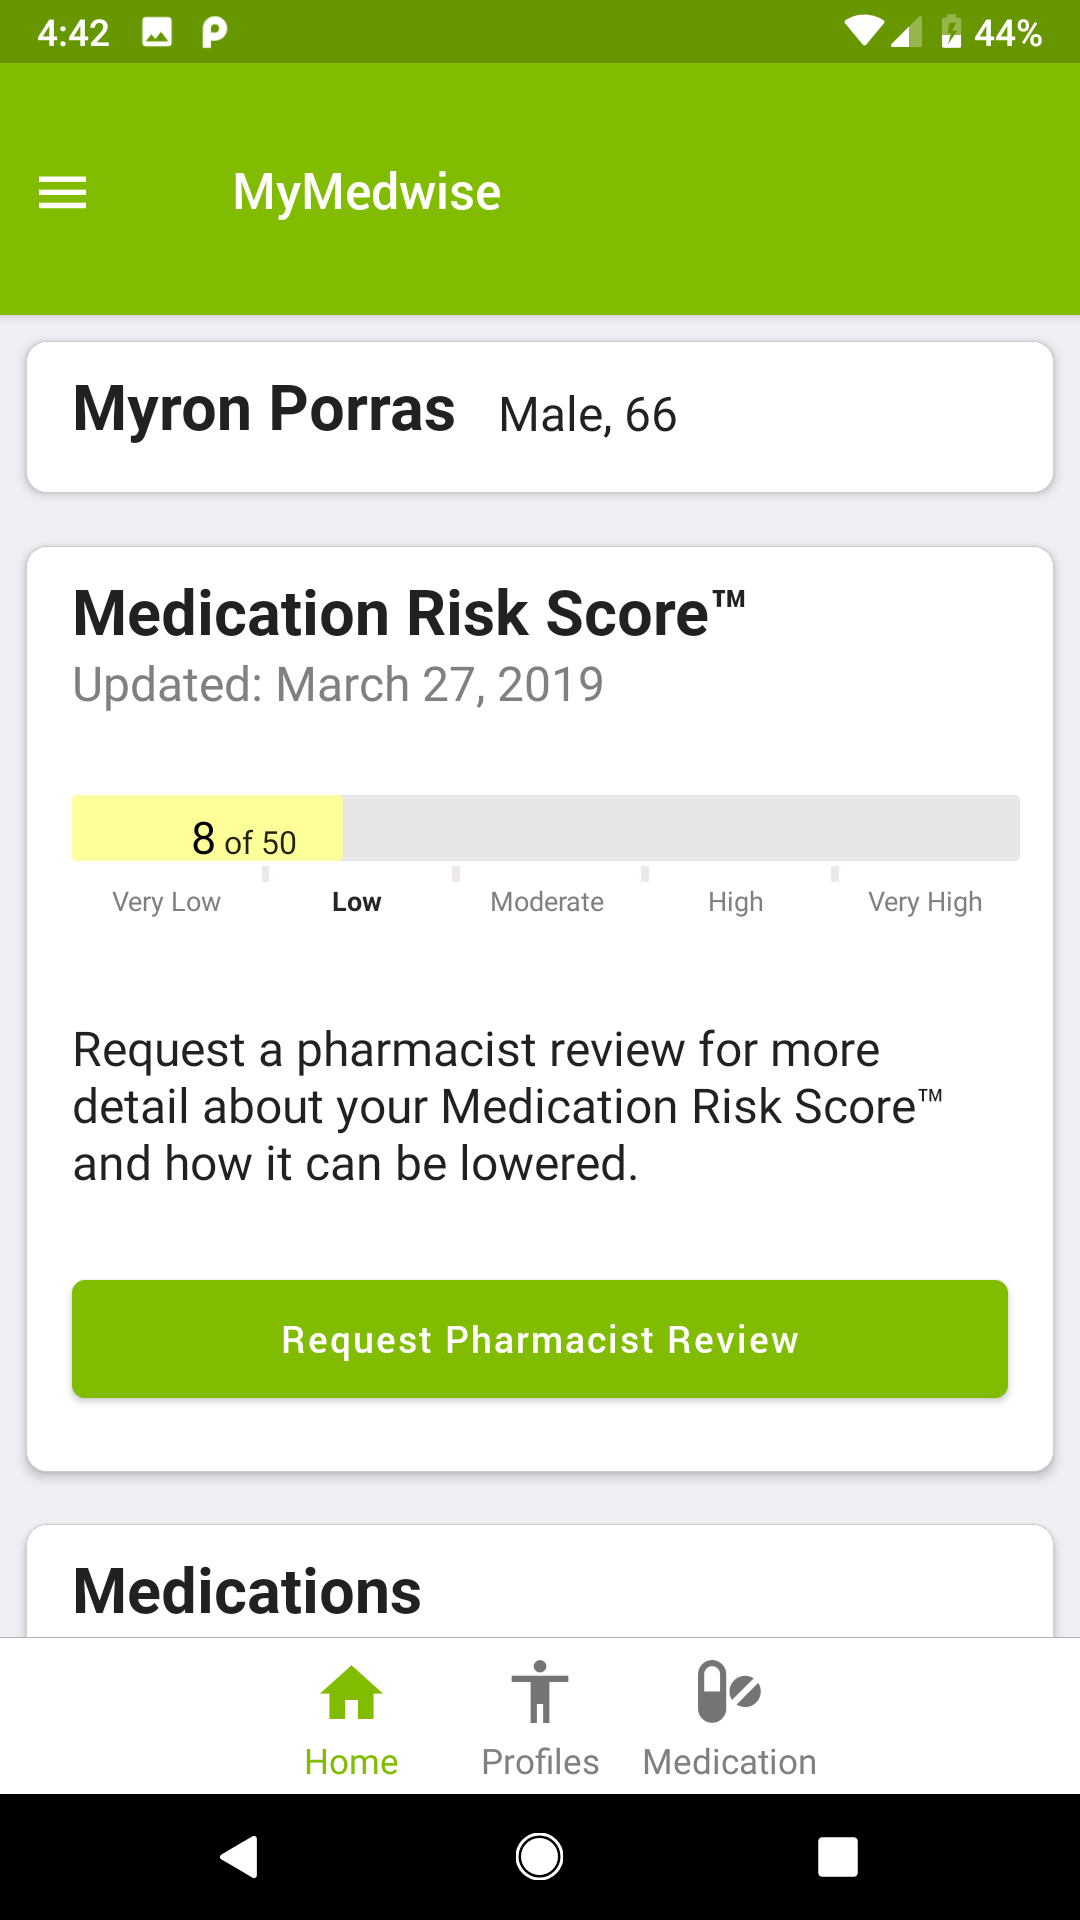 4:42 44%
MyMedwise
Myron Porras Male, 66
Medication Risk Score™
Updated: March 27, 2019
8 of 50
Very Low Low Moderate High Very High
Request a pharmacist review for more
detail about your Medication Risk Score™
and how it can be lowered.
Request Pharmacist Review
Medications
Home Profiles Medication